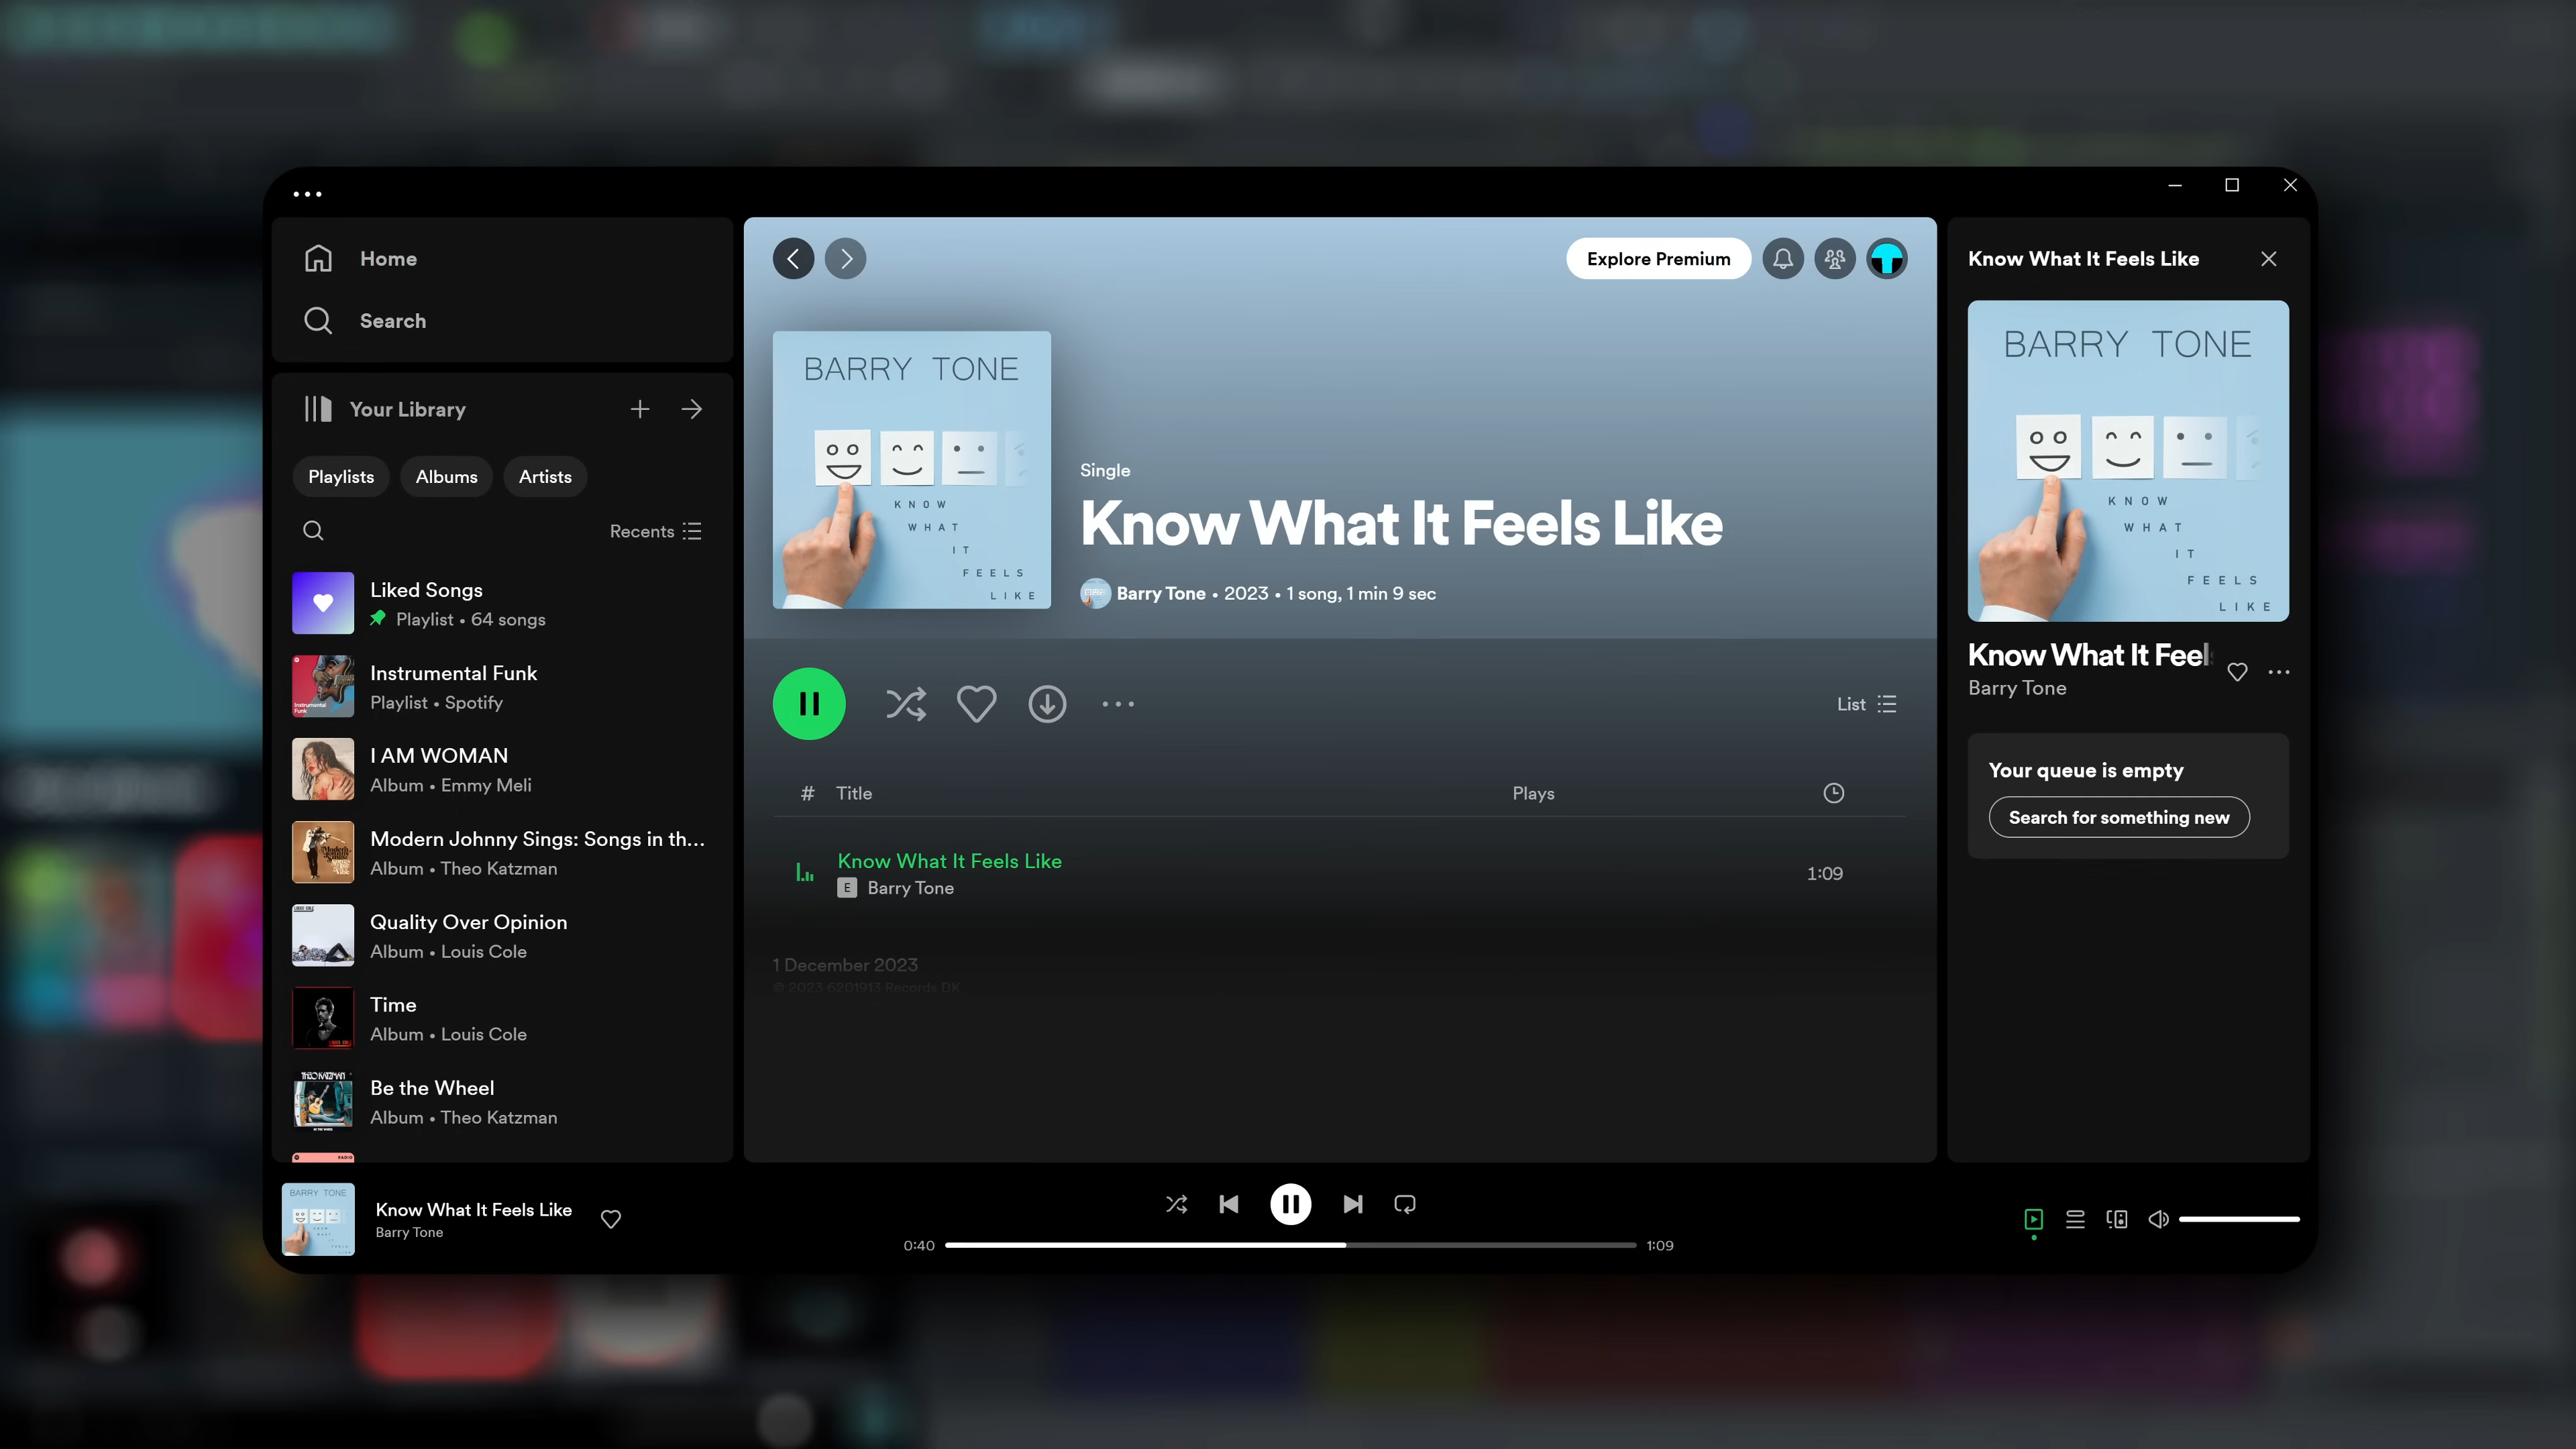 Home
Search
Your Library
Playlists
Albums
Artists
Recents
Liked Songs
Playlist • 64 songs
Instrumental Funk
Playlist • Spotify
I AM WOMAN
Album • Emmy Meli
Modern Johnny Sings: Songs in th...
Album • Theo Katzman
Quality Over Opinion
Album • Louis Cole
Time
Album • Louis Cole
Be the Wheel
Album • Theo Katzman
Explore Premium
BARRY TONE
KNOW
WHAT
IT
FEELS
LIKE
Single
Know What It Feels Like
Barry Tone • 2023 • 1 song, 1 min 9 sec
List
# Title Plays
Know What It Feels Like
E Barry Tone
1:09
1 December 2023
© 2023 6201913 Records DK
Know What It Feels Like
BARRY TONE
KNOW
WHAT
IT
FEELS
LIKE
Know What It Feel
Barry Tone
Your queue is empty
Search for something new
BARRY TONE
Know What It Feels Like
Barry Tone
0:40
1:09